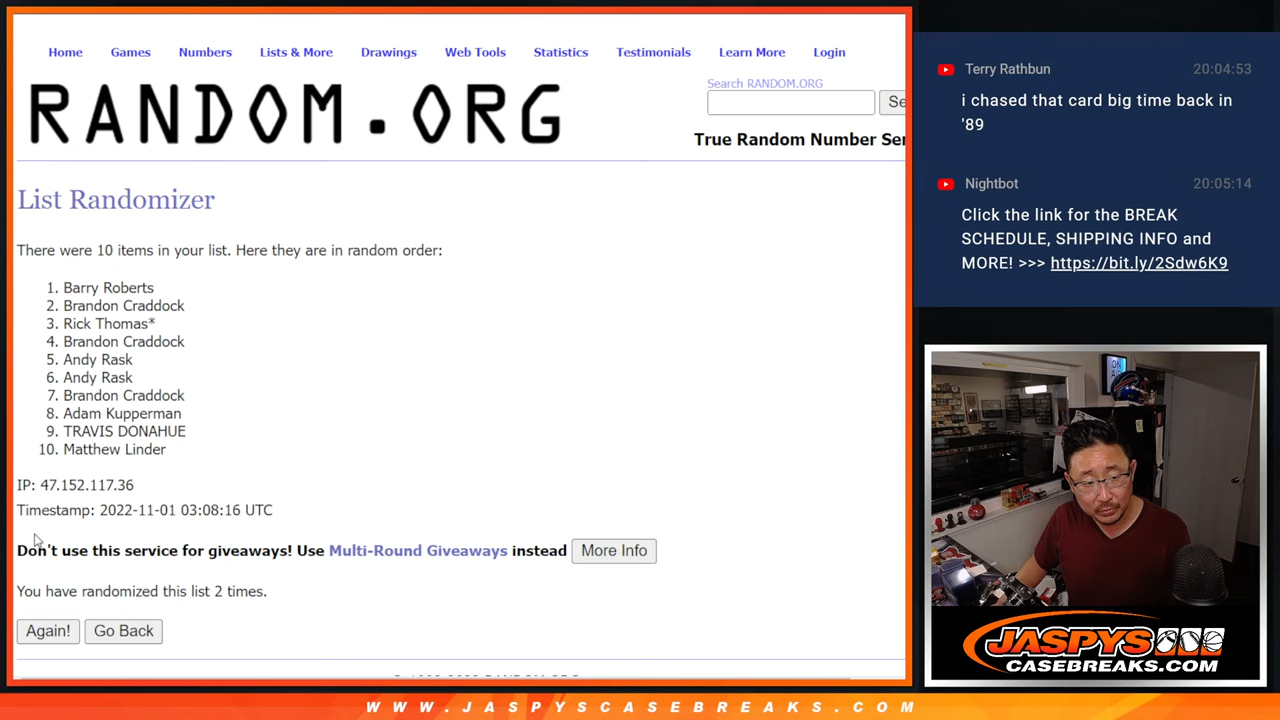 Home Games Numbers Lists & More Drawings Web Tools Statistics Testimonials Learn More Login
Search RANDOM.ORG
RANDOM.ORG
Se
True Random Number Ser
List Randomizer
There were 10 items in your list. Here they are in random order:
1. Barry Roberts
2. Brandon Craddock
3. Rick Thomas*
4. Brandon Craddock
5. Andy Rask
6. Andy Rask
7. Brandon Craddock
8. Adam Kupperman
9. TRAVIS DONAHUE
10. Matthew Linder
IP: 47.152.117.36
Timestamp: 2022-11-01 03:08:16 UTC
Don't use this service for giveaways! Use Multi-Round Giveaways instead More Info
You have randomized this list 2 times.
Again! Go Back
Terry Rathbun 20:04:53
i chased that card big time back in
'89
Nightbot 20:05:14
Click the link for the BREAK
SCHEDULE, SHIPPING INFO and
MORE! >>> https://bit.ly/2Sdw6K9
ON
JASPYS
CASEBREAKS.COM
WWW.JASPYSCASEBREAKS.COM